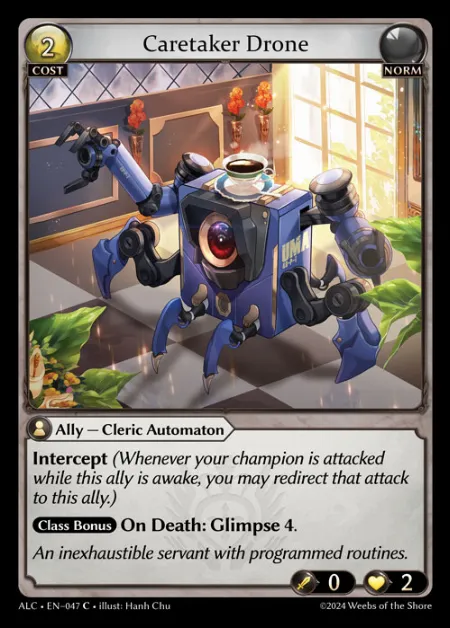 2
Caretaker Drone
COST
NORM
Ally — Cleric Automaton
Intercept (Whenever your champion is attacked
while this ally is awake, you may redirect that attack
to this ally.)
Class Bonus On Death: Glimpse 4.
An inexhaustible servant with programmed routines.
0
2
ALC • EN–047 C • illust: Hanh Chu
©2024 Weebs of the Shore